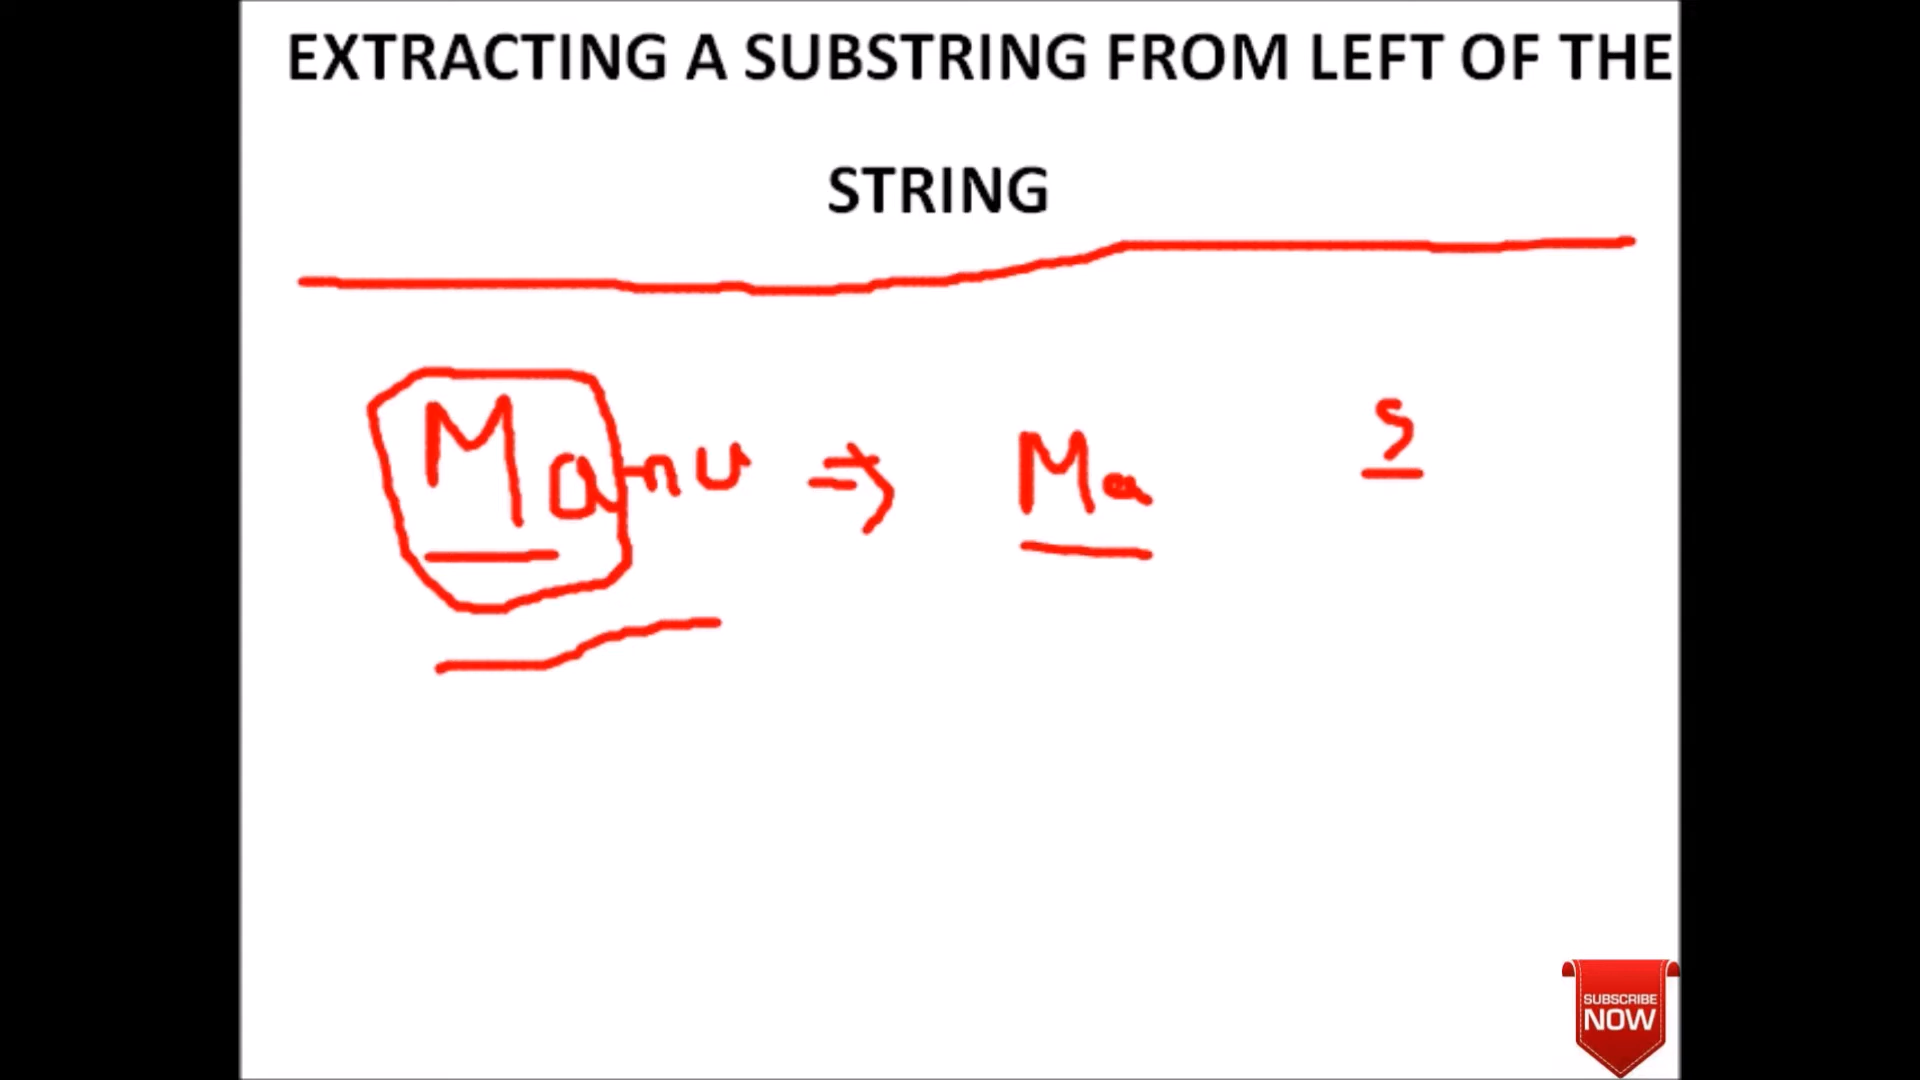 EXTRACTING A SUBSTRING FROM LEFT OF THE
STRING
Manu ⇒ Ma S
SUBSCRIBE
NOW